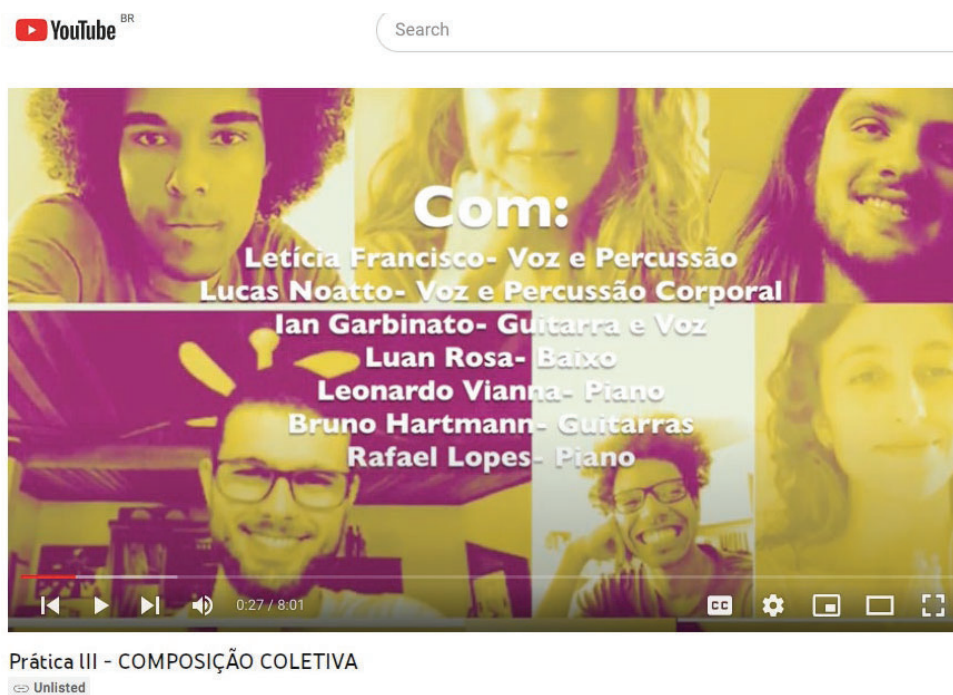 YouTube BR
Search
Com:
Letícia Francisco- Voz e Percussão
Lucas Noatto- Voz e Percussão Corporal
Ian Garbinato- Guitarra e Voz
Luan Rosa- Baixo
Leonardo Vianna- Piano
Bruno Hartmann- Guitarras
Rafael Lopes- Piano
0:27 / 8:01
CC
Prática lII - COMPOSIÇÃO COLETIVA
Unlisted